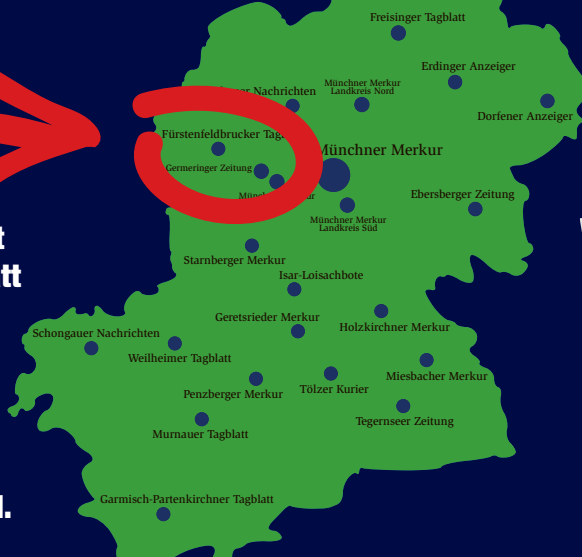 Freisinger Tagblatt
Erdinger Anzeiger
Nachrichten
Münchner Merkur
Landkreis Nord
Dorfener Anzeiger
Fürstenfeldbrucker
Münchner Merkur
Germeringer Zeitung
Ebersberger Zeitung
Münchner Merkur
Landkreis Süd
Starnberger Merkur
Isar-Loisachbote
tt
Geretsrieder Merkur
Holzkirchner Merkur
Schongauer Nachrichten
Weilheimer Tagblatt
Miesbacher Merkur
Penzberger Merkur
Tölzer Kurier
Tegernseer Zeitung
Murnauer Tagblatt
Garmisch-Partenkirchner Tagblatt